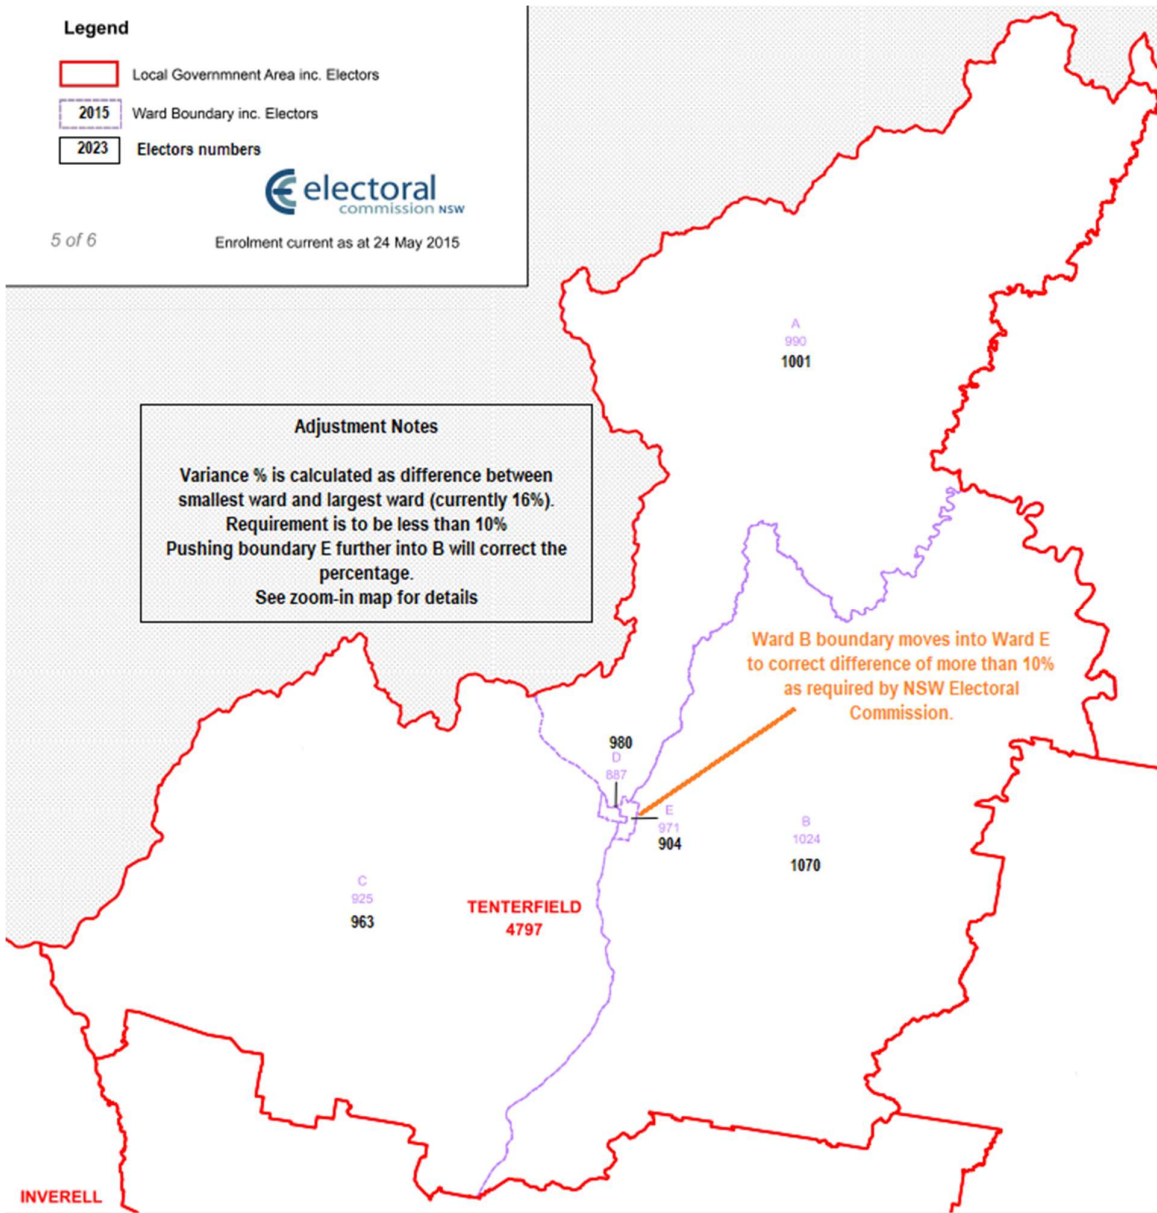 Legend
Local Governmnent Area inc. Electors
2015 Ward Boundary inc. Electors
2023 Electors numbers
electoral
commission NSW
5 of 6
Enrolment current as at 24 May 2015
A
990
1001
Adjustment Notes
Variance % is calculated as difference between
smallest ward and largest ward (currently 16%).
Requirement is to be less than 10%
Pushing boundary E further into B will correct the
percentage.
See zoom-in map for details
Ward B boundary moves into Ward E
to correct difference of more than 10%
as required by NSW Electoral
Commission.
980
D
887
E
971
904
B
1024
1070
C
925
963
TENTERFIELD
4797
INVERELL